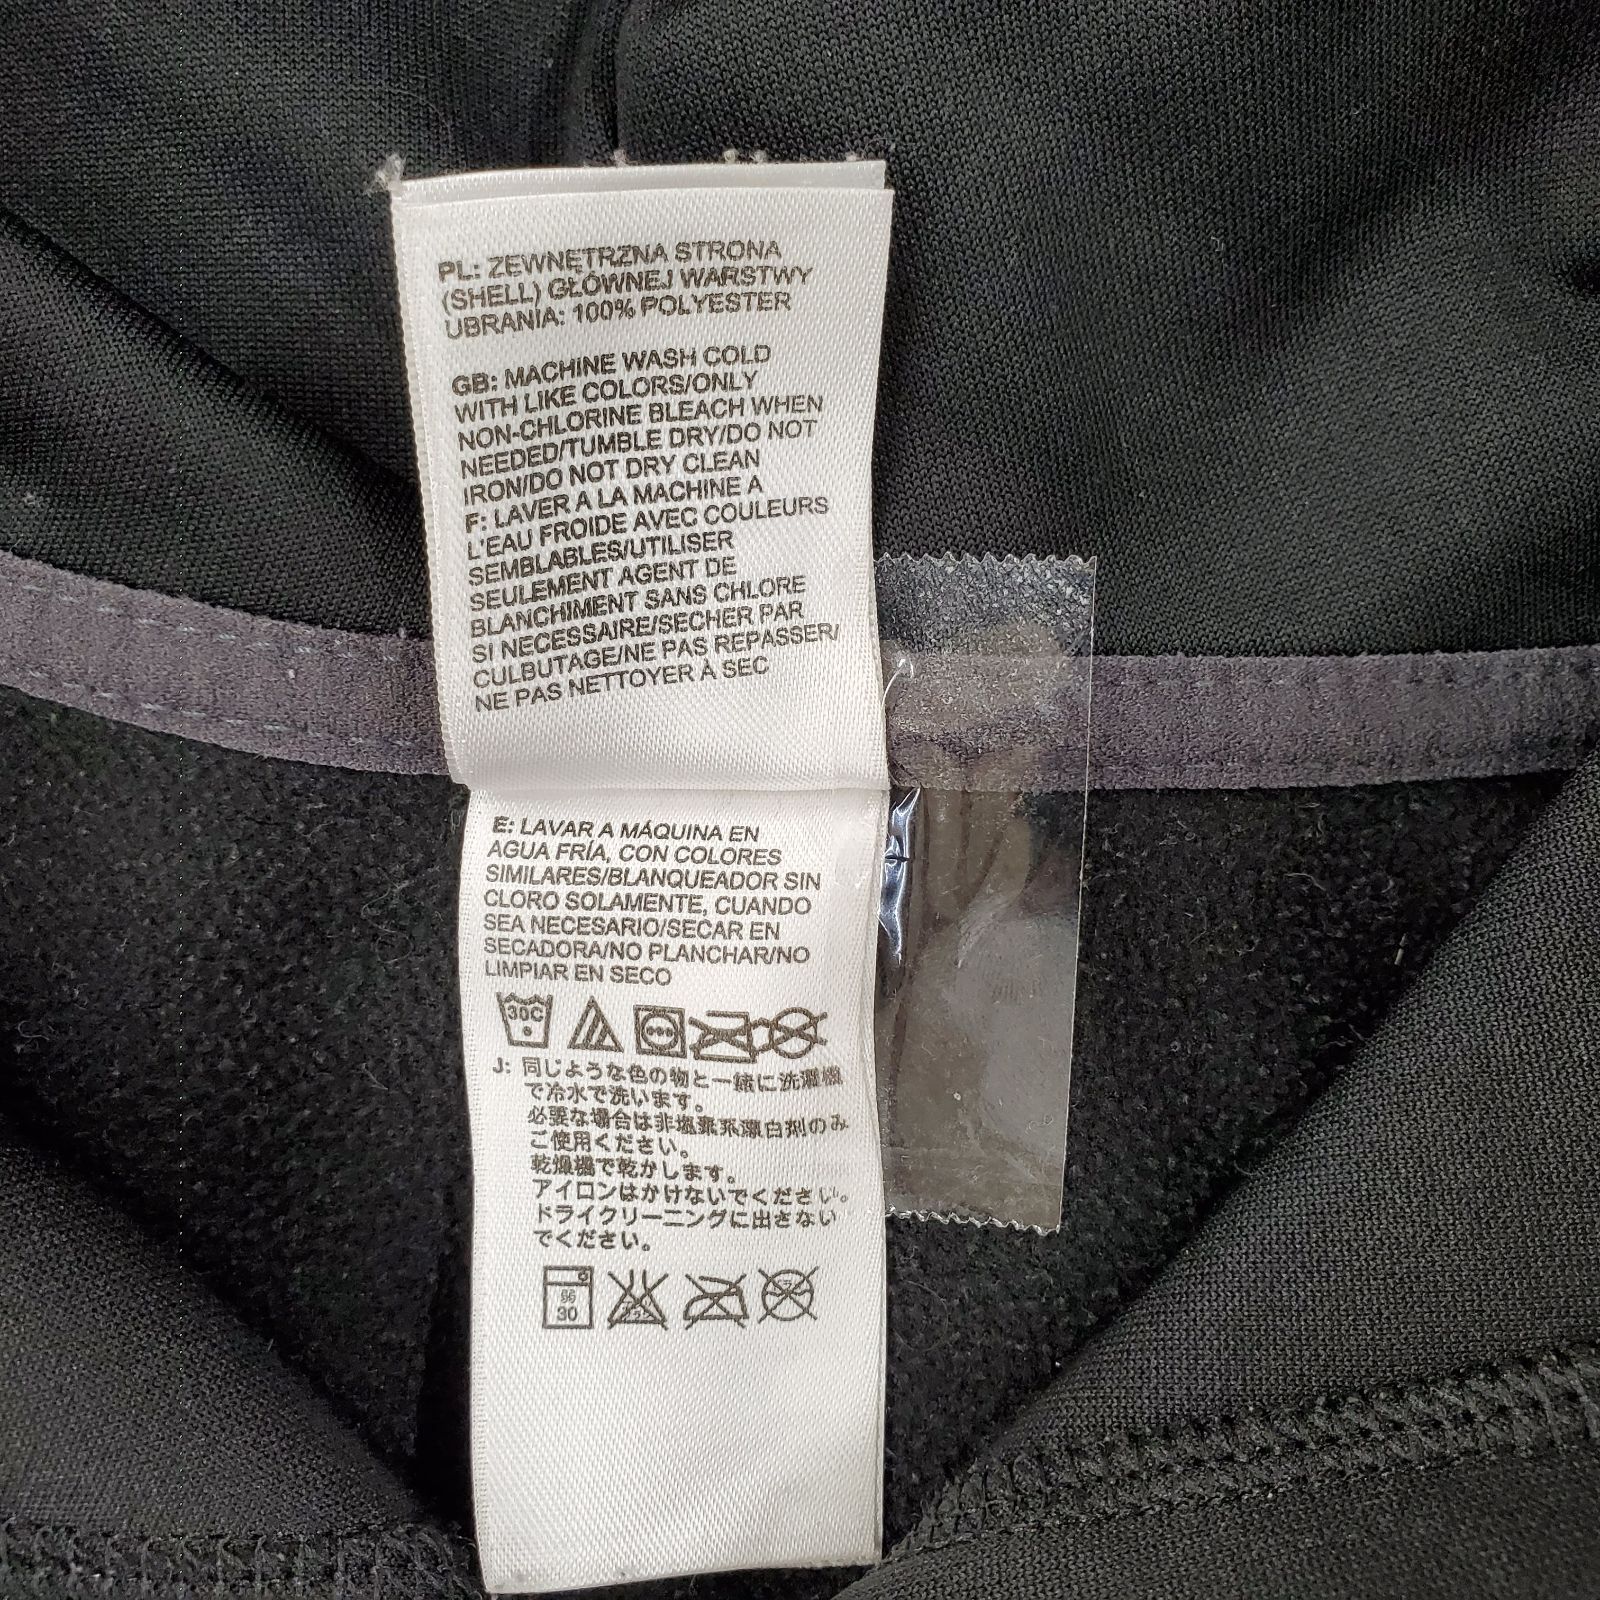 PL: ZEWNĘTRZNA STRONA
(SHELL) GŁÓWNEJ WARSTWY
UBRANIA: 100% POLYESTER
GB: MACHINE WASH COLD
WITH LIKE COLORS/ONLY
NON-CHLORINE BLEACH WHEN
NEEDED/TUMBLE DRY/DO NOT
IRON/DO NOT DRY CLEAN
F: LAVER A LA MACHINE A
L'EAU FROIDE AVEC COULEURS
SEMBLABLES/UTILISER
SEULEMENT AGENT DE
BLANCHIMENT SANS CHLORE
SI NECESSAIRE/SECHER PAR
CULBUTAGE/NE PAS REPASSER/
NE PAS NETTOYER À SEC
E: LAVAR A MÁQUINA EN
AGUA FRÍA, CON COLORES
SIMILARES/BLANQUEADOR SIN
CLORO SOLAMENTE, CUANDO
SEA NECESARIO/SECAR EN
SECADORA/NO PLANCHAR/NO
LIMPIAR EN SECO
30C
J: 同じような色の物と一緒に洗濯機
で冷水で洗います。
必要な場合は非塩素系漂白剤のみ
ご使用ください。
乾燥機で乾かします。
アイロンはかけないでください。
ドライクリーニングに出さない
でください。
30